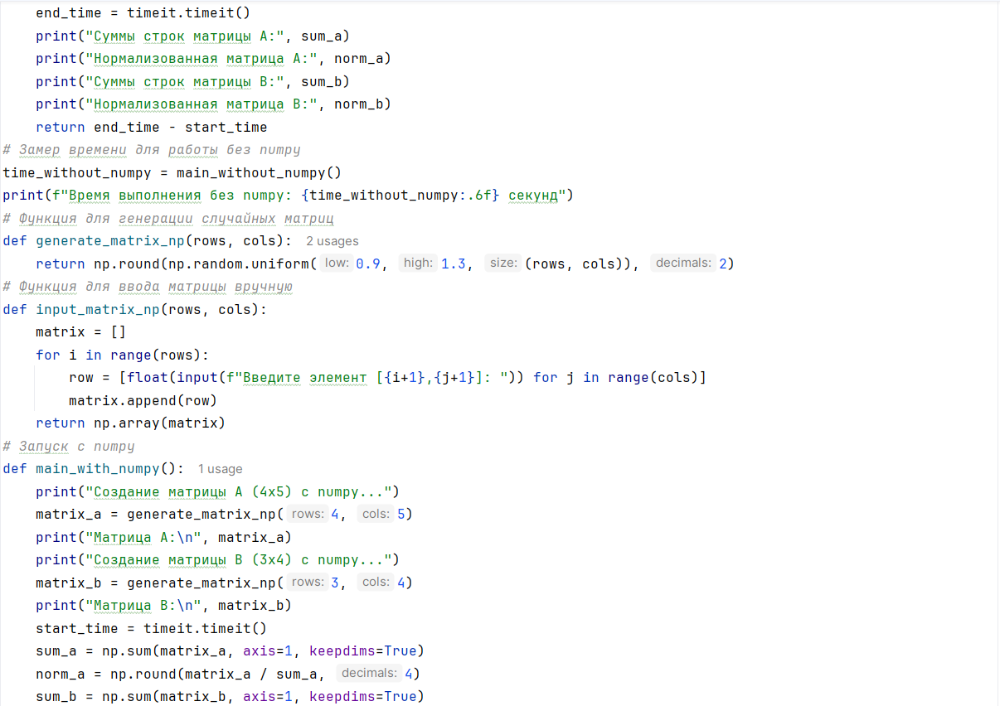 end_time = timeit.timeit()
    print("Суммы строк матрицы A:", sum_a)
    print("Нормализованная матрица A:", norm_a)
    print("Суммы строк матрицы B:", sum_b)
    print("Нормализованная матрица B:", norm_b)
    return end_time - start_time
# Замер времени для работы без numpy
time_without_numpy = main_without_numpy()
print(f"Время выполнения без numpy: {time_without_numpy:.6f} секунд")
# Функция для генерации случайных матриц
def generate_matrix_np(rows, cols):  2 usages
    return np.round(np.random.uniform( low: 0.9,  high: 1.3,  size: (rows, cols)),  decimals: 2)
# Функция для ввода матрицы вручную
def input_matrix_np(rows, cols):
    matrix = []
    for i in range(rows):
        row = [float(input(f"Введите элемент [{i+1},{j+1}]: ")) for j in range(cols)]
        matrix.append(row)
    return np.array(matrix)
# Запуск с numpy
def main_with_numpy():  1 usage
    print("Создание матрицы A (4x5) с numpy...")
    matrix_a = generate_matrix_np( rows: 4,  cols: 5)
    print("Матрица A:\n", matrix_a)
    print("Создание матрицы B (3x4) с numpy...")
    matrix_b = generate_matrix_np( rows: 3,  cols: 4)
    print("Матрица B:\n", matrix_b)
    start_time = timeit.timeit()
    sum_a = np.sum(matrix_a, axis=1, keepdims=True)
    norm_a = np.round(matrix_a / sum_a,  decimals: 4)
    sum_b = np.sum(matrix_b, axis=1, keepdims=True)